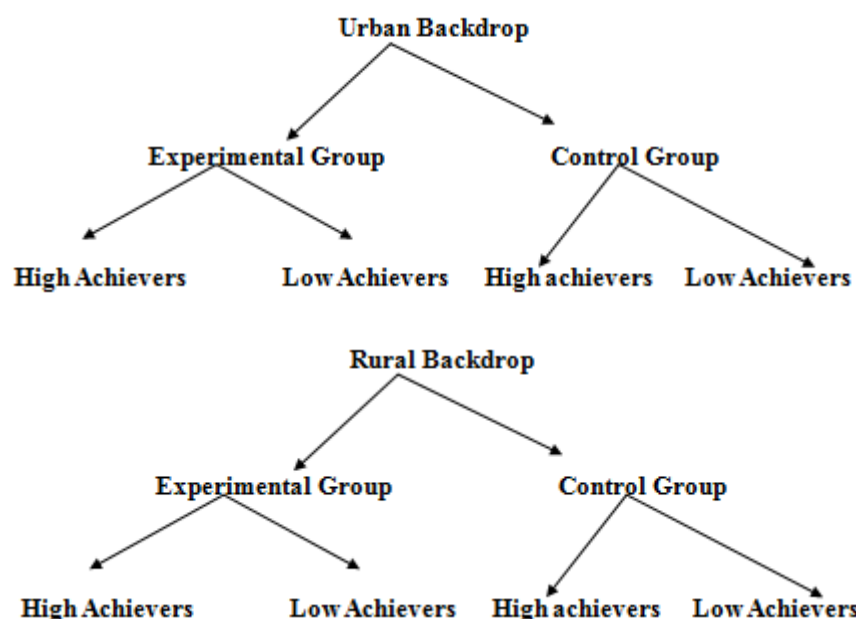 Urban Backdrop
Experimental Group Control Group
High Achievers Low Achievers High achievers Low Achievers
Rural Backdrop
Experimental Group Control Group
High Achievers Low Achievers High achievers Low Achievers